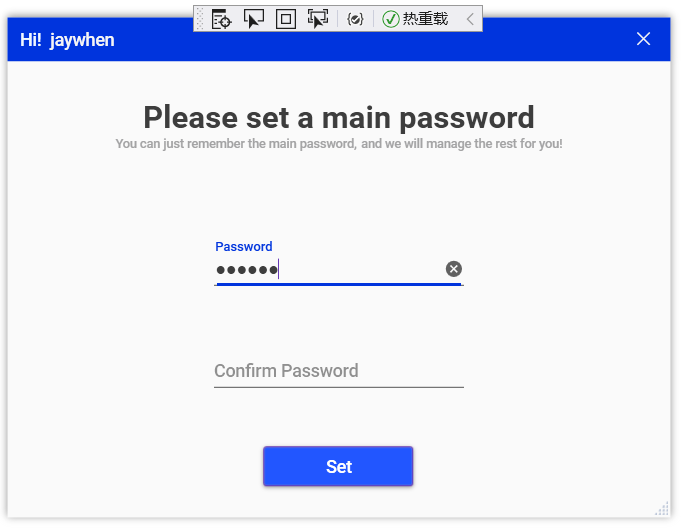 热重载
Hi! jaywhen
Please set a main password
You can just remember the main password, and we will manage the rest for you!
Password
●●●●●●
Confirm Password
Set